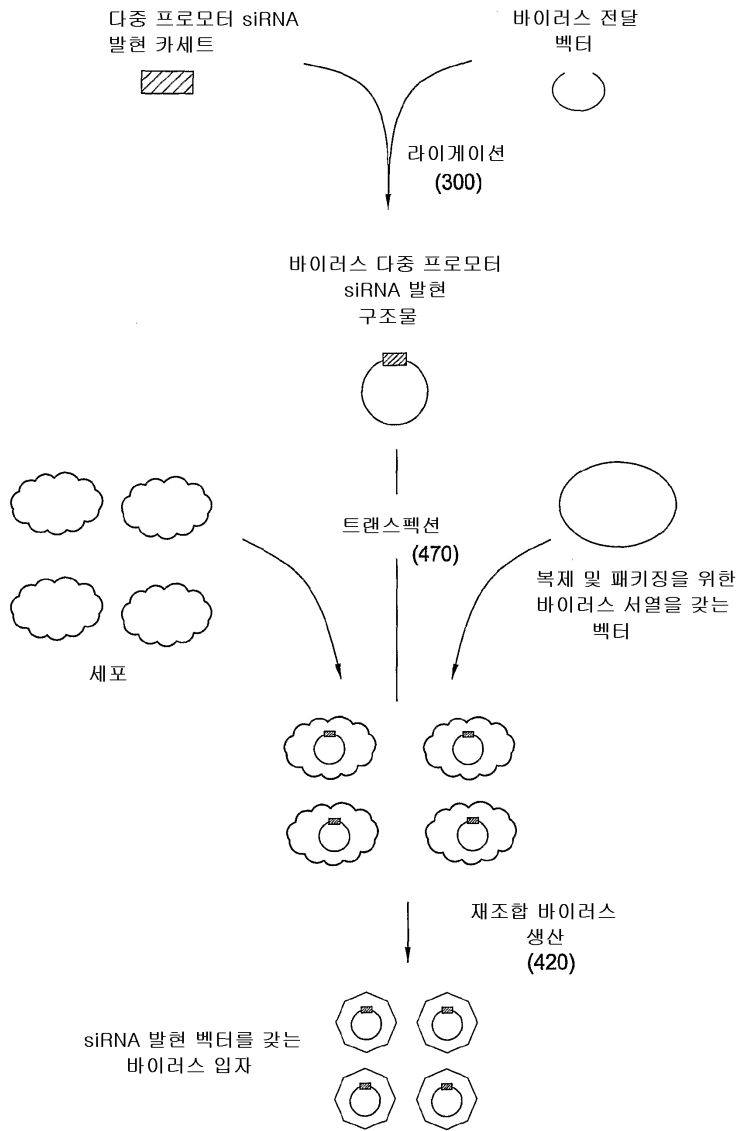 다중 프로모터 siRNA
발현 카세트
바이러스 전달
벡터
라이게이션
(300)
바이러스 다중 프로모터
siRNA 발현
구조물
트랜스펙션
(470)
복제 및 패키징을 위한
바이러스 서열을 갖는
벡터
세포
재조합 바이러스
생산
(420)
siRNA 발현 벡터를 갖는
바이러스 입자